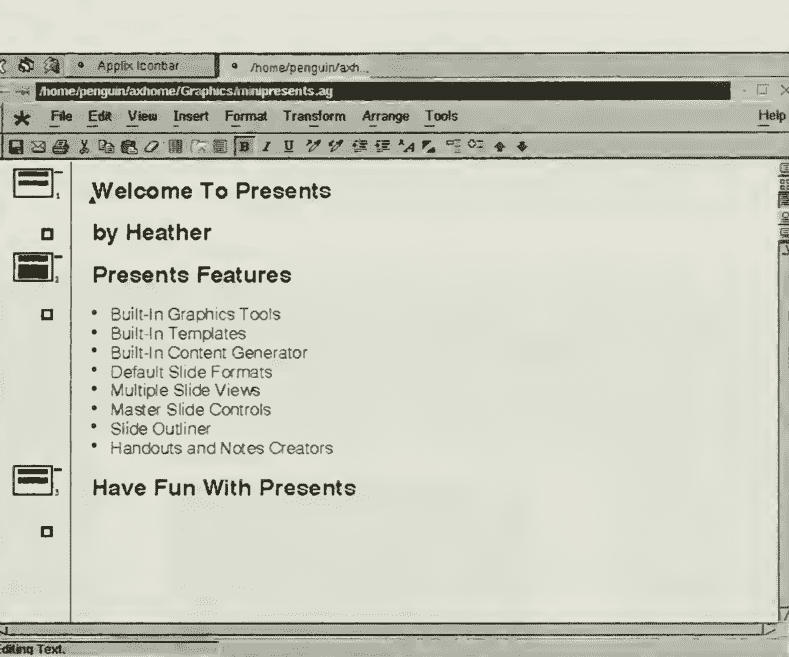 Applix Iconbar
/home/penguin/axh...
/home/penguin/axhome/Graphics/minipresents.ag
File Edit View Insert Format Transform Arrange Tools Help
B I U
1
Welcome To Presents
by Heather
2
Presents Features
• Built-In Graphics Tools
• Built-In Templates
• Built-In Content Generator
• Default Slide Formats
• Multiple Slide Views
• Master Slide Controls
• Slide Outliner
• Handouts and Notes Creators
3
Have Fun With Presents
Editing Text.